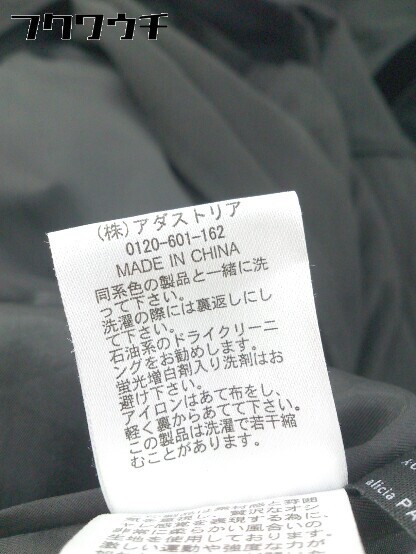 フクワウチ
(株)アダストリア
0120-601-162
MADE IN CHINA
同系色の製品と一緒に洗
って下さい。
洗濯の際には裏返しにし
て下さい。
石油系のドライクリーニ
ングをお勧めします。
蛍光増白剤入り洗剤はお
避け下さい。
アイロンはあて布をし、
軽く裏からあてて下さい。
この製品は洗濯で若干縮
むことがあります。
alicia